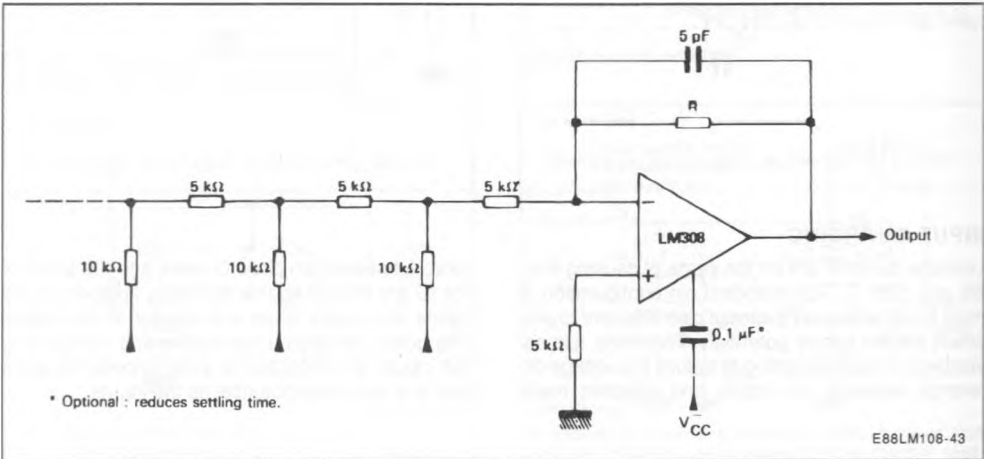 5 pF
R
5 kΩ 5 kΩ 5 kΩ
−
LM308
Output
10 kΩ 10 kΩ 10 kΩ
+
5 kΩ
0.1 μF*
* Optional : reduces settling time.
V_CC
E88LM108-43